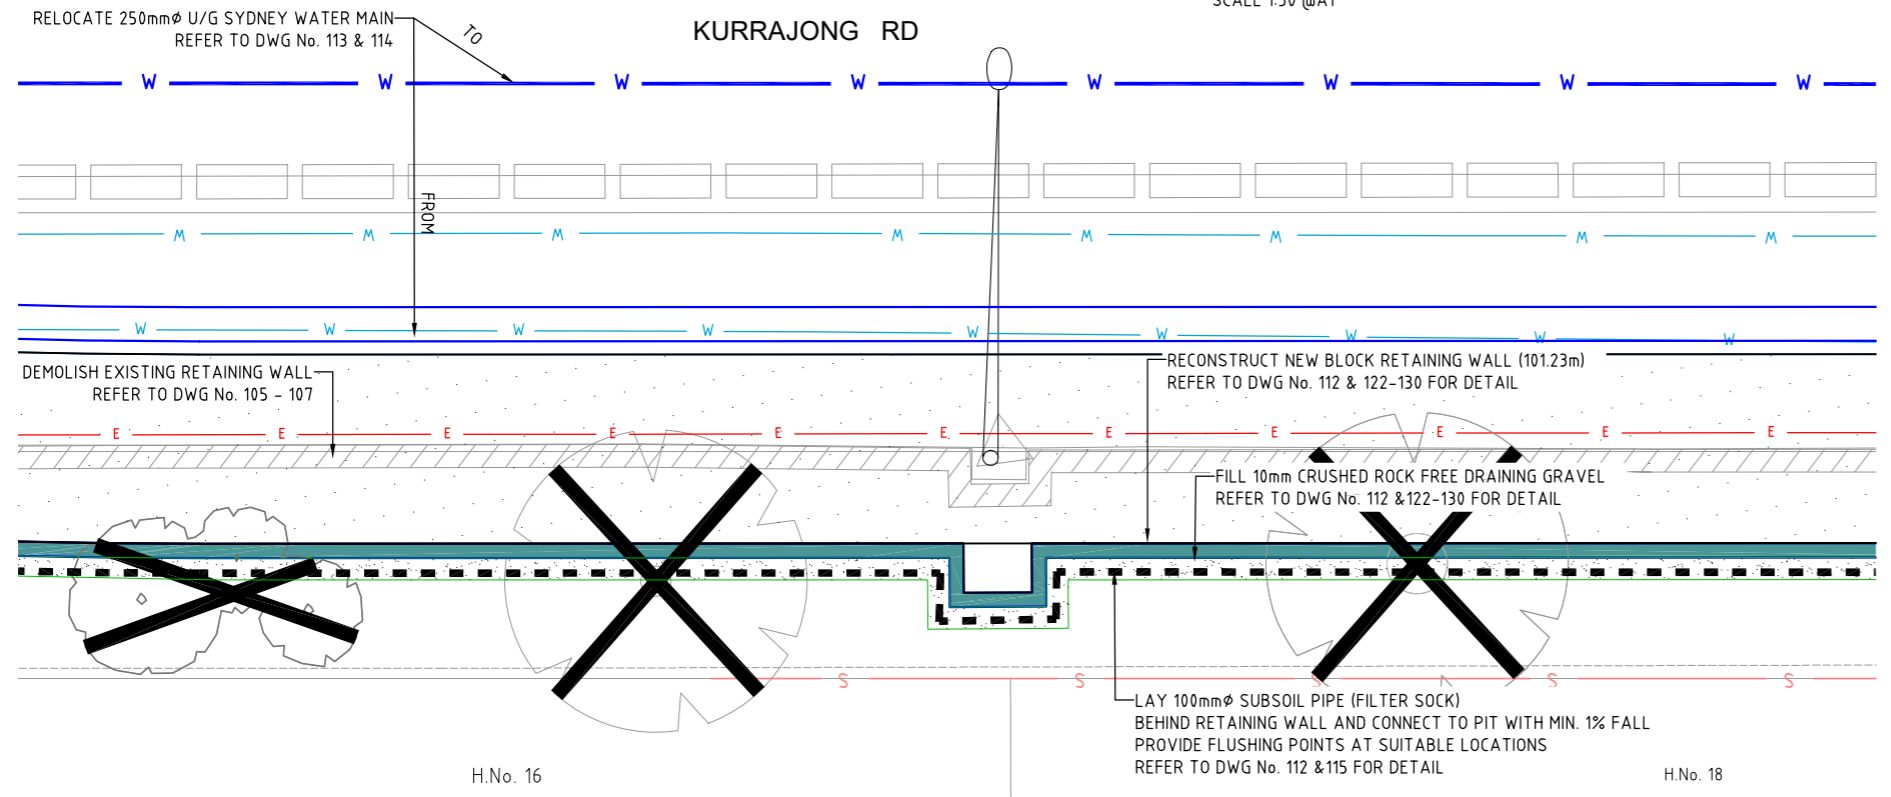 SCALE 1:50 @A1
RELOCATE 250mmø U/G SYDNEY WATER MAIN
REFER TO DWG No. 113 & 114
TO
KURRAJONG RD
W W W W W W W W
FROM
M M M M M M M M
W W W W W W W W W
DEMOLISH EXISTING RETAINING WALL
REFER TO DWG No. 105 - 107
RECONSTRUCT NEW BLOCK RETAINING WALL (101.23m)
REFER TO DWG No. 112 & 122-130 FOR DETAIL
E E E E E E E E E E E
FILL 10mm CRUSHED ROCK FREE DRAINING GRAVEL
REFER TO DWG No. 112 &122-130 FOR DETAIL
S S S S S
LAY 100mmø SUBSOIL PIPE (FILTER SOCK)
BEHIND RETAINING WALL AND CONNECT TO PIT WITH MIN. 1% FALL
PROVIDE FLUSHING POINTS AT SUITABLE LOCATIONS
REFER TO DWG No. 112 &115 FOR DETAIL
H.No. 16
H.No. 18